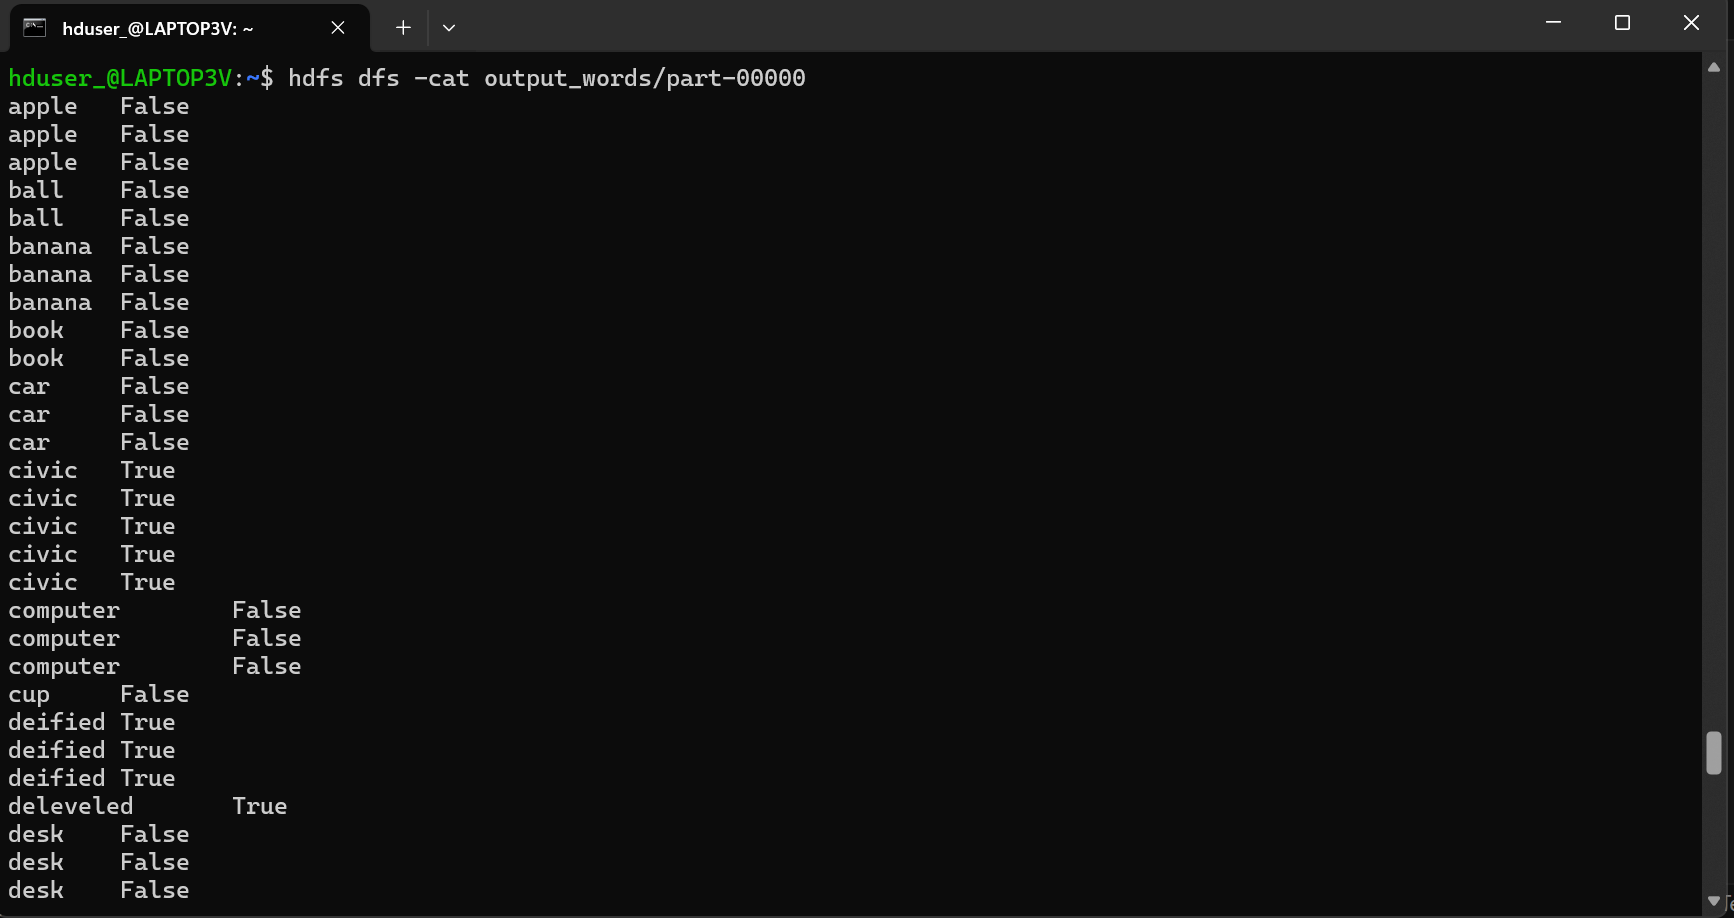 hduser_@LAPTOP3V: ~
hduser_@LAPTOP3V:~$ hdfs dfs -cat output_words/part-00000
apple   False
apple   False
apple   False
ball    False
ball    False
banana  False
banana  False
banana  False
book    False
book    False
car     False
car     False
car     False
civic   True
civic   True
civic   True
civic   True
civic   True
computer        False
computer        False
computer        False
cup     False
deified True
deified True
deified True
deleveled       True
desk    False
desk    False
desk    False